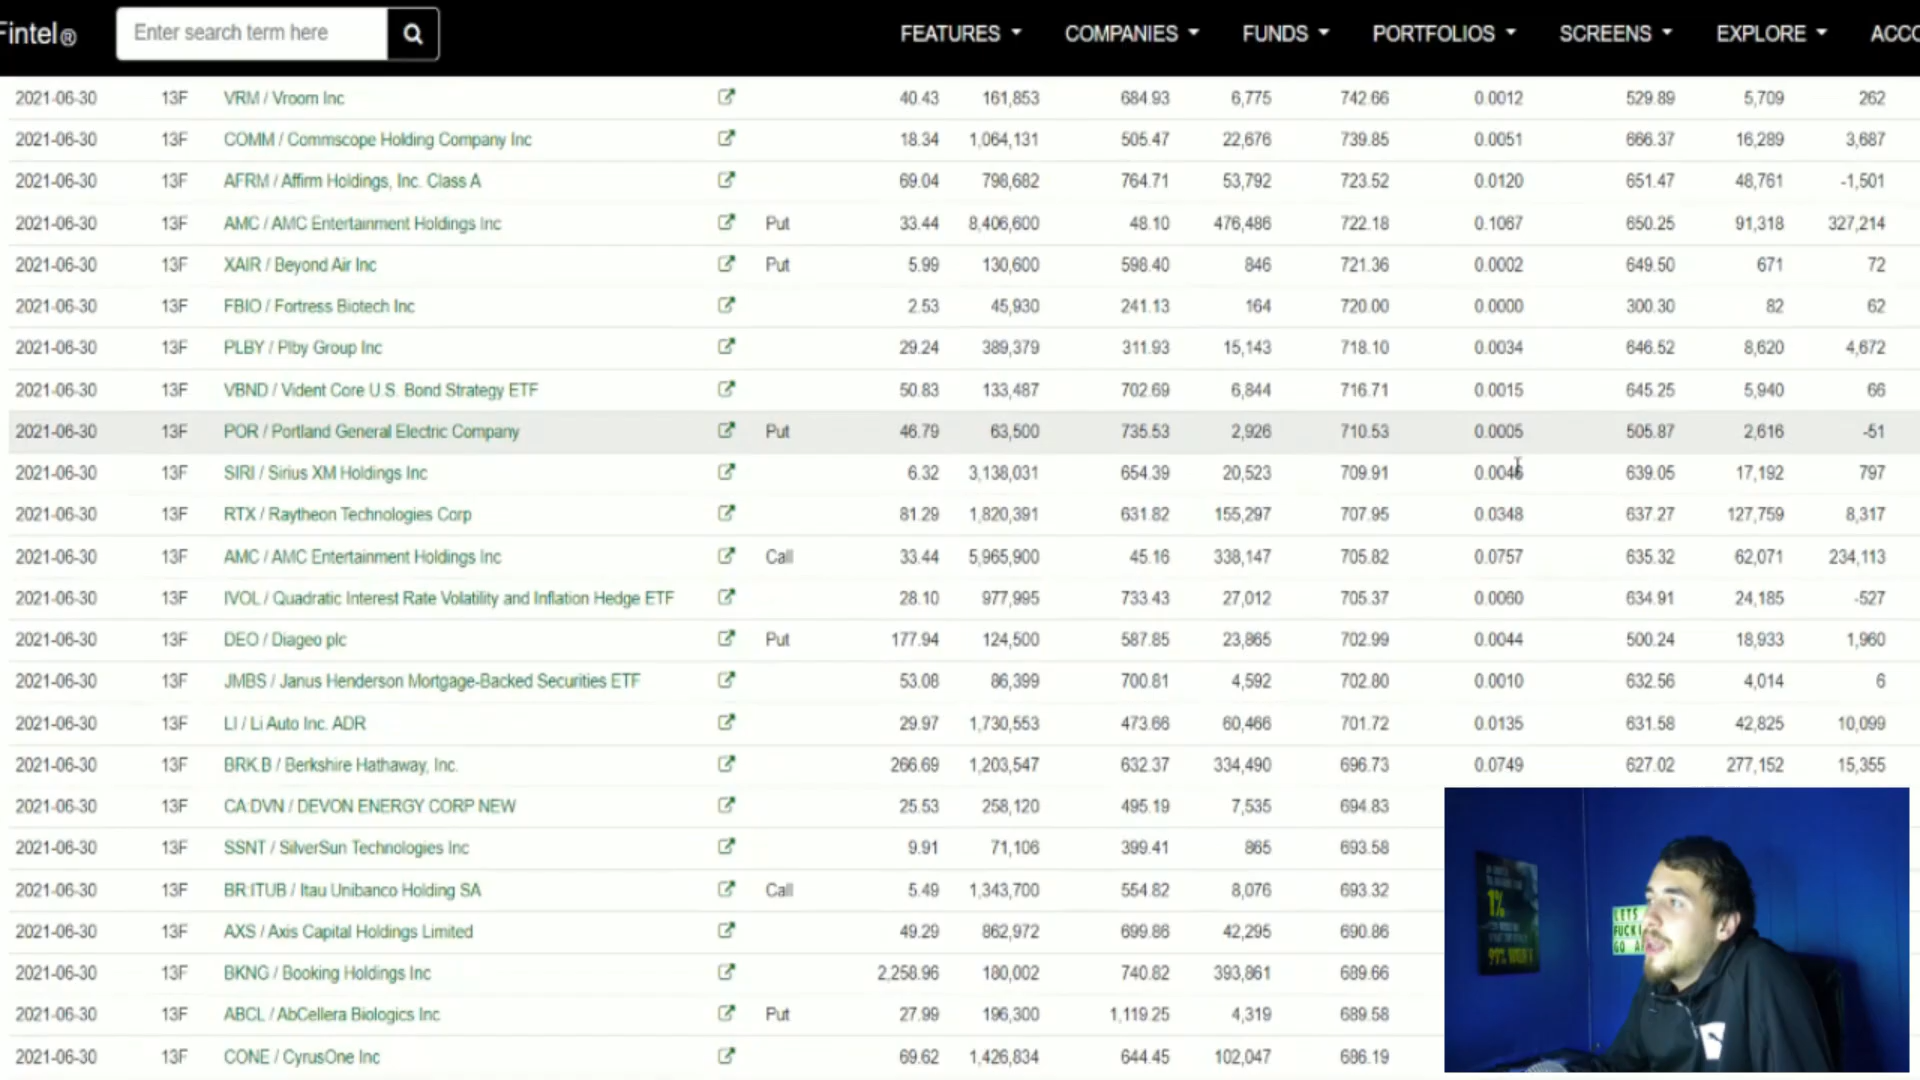 Fintel® Enter search term here FEATURES COMPANIES FUNDS PORTFOLIOS SCREENS EXPLORE ACCO
2021-06-30 13F VRM / Vroom Inc 40.43 161,853 684.93 6,775 742.66 0.0012 529.89 5,709 262
2021-06-30 13F COMM / Commscope Holding Company Inc 18.34 1,064,131 505.47 22,676 739.85 0.0051 666.37 16,289 3,687
2021-06-30 13F AFRM / Affirm Holdings, Inc. Class A 69.04 798,682 764.71 53,792 723.52 0.0120 651.47 48,761 -1,501
2021-06-30 13F AMC / AMC Entertainment Holdings Inc Put 33.44 8,406,600 48.10 476,486 722.18 0.1067 650.25 91,318 327,214
2021-06-30 13F XAIR / Beyond Air Inc Put 5.99 130,600 598.40 846 721.36 0.0002 649.50 671 72
2021-06-30 13F FBIO / Fortress Biotech Inc 2.53 45,930 241.13 164 720.00 0.0000 300.30 82 62
2021-06-30 13F PLBY / Plby Group Inc 29.24 389,379 311.93 15,143 718.10 0.0034 646.52 8,620 4,672
2021-06-30 13F VBND / Vident Core U.S. Bond Strategy ETF 50.83 133,487 702.69 6,844 716.71 0.0015 645.25 5,940 66
2021-06-30 13F POR / Portland General Electric Company Put 46.79 63,500 735.53 2,926 710.53 0.0005 505.87 2,616 -51
2021-06-30 13F SIRI / Sirius XM Holdings Inc 6.32 3,138,031 654.39 20,523 709.91 0.0046 639.05 17,192 797
2021-06-30 13F RTX / Raytheon Technologies Corp 81.29 1,820,391 631.82 155,297 707.95 0.0348 637.27 127,759 8,317
2021-06-30 13F AMC / AMC Entertainment Holdings Inc Call 33.44 5,965,900 45.16 338,147 705.82 0.0757 635.32 62,071 234,113
2021-06-30 13F IVOL / Quadratic Interest Rate Volatility and Inflation Hedge ETF 28.10 977,995 733.43 27,012 705.37 0.0060 634.91 24,185 -527
2021-06-30 13F DEO / Diageo plc Put 177.94 124,500 587.85 23,865 702.99 0.0044 500.24 18,933 1,960
2021-06-30 13F JMBS / Janus Henderson Mortgage-Backed Securities ETF 53.08 86,399 700.81 4,592 702.80 0.0010 632.56 4,014 6
2021-06-30 13F LI / Li Auto Inc. ADR 29.97 1,730,553 473.66 60,466 701.72 0.0135 631.58 42,825 10,099
2021-06-30 13F BRK.B / Berkshire Hathaway, Inc. 266.69 1,203,547 632.37 334,490 696.73 0.0749 627.02 277,152 15,355
2021-06-30 13F CA:DVN / DEVON ENERGY CORP NEW 25.53 258,120 495.19 7,535 694.83
2021-06-30 13F SSNT / SilverSun Technologies Inc 9.91 71,106 399.41 865 693.58
2021-06-30 13F BR:ITUB / Itau Unibanco Holding SA Call 5.49 1,343,700 554.82 8,076 693.32
2021-06-30 13F AXS / Axis Capital Holdings Limited 49.29 862,972 699.86 42,295 690.86
2021-06-30 13F BKNG / Booking Holdings Inc 2,258.96 180,002 740.82 393,861 689.66
2021-06-30 13F ABCL / AbCellera Biologics Inc Put 27.99 196,300 1,119.25 4,319 689.58
2021-06-30 13F CONE / CyrusOne Inc 69.62 1,426,834 644.45 102,047 686.19
1%
LETS
FUCKI
GO A
99%